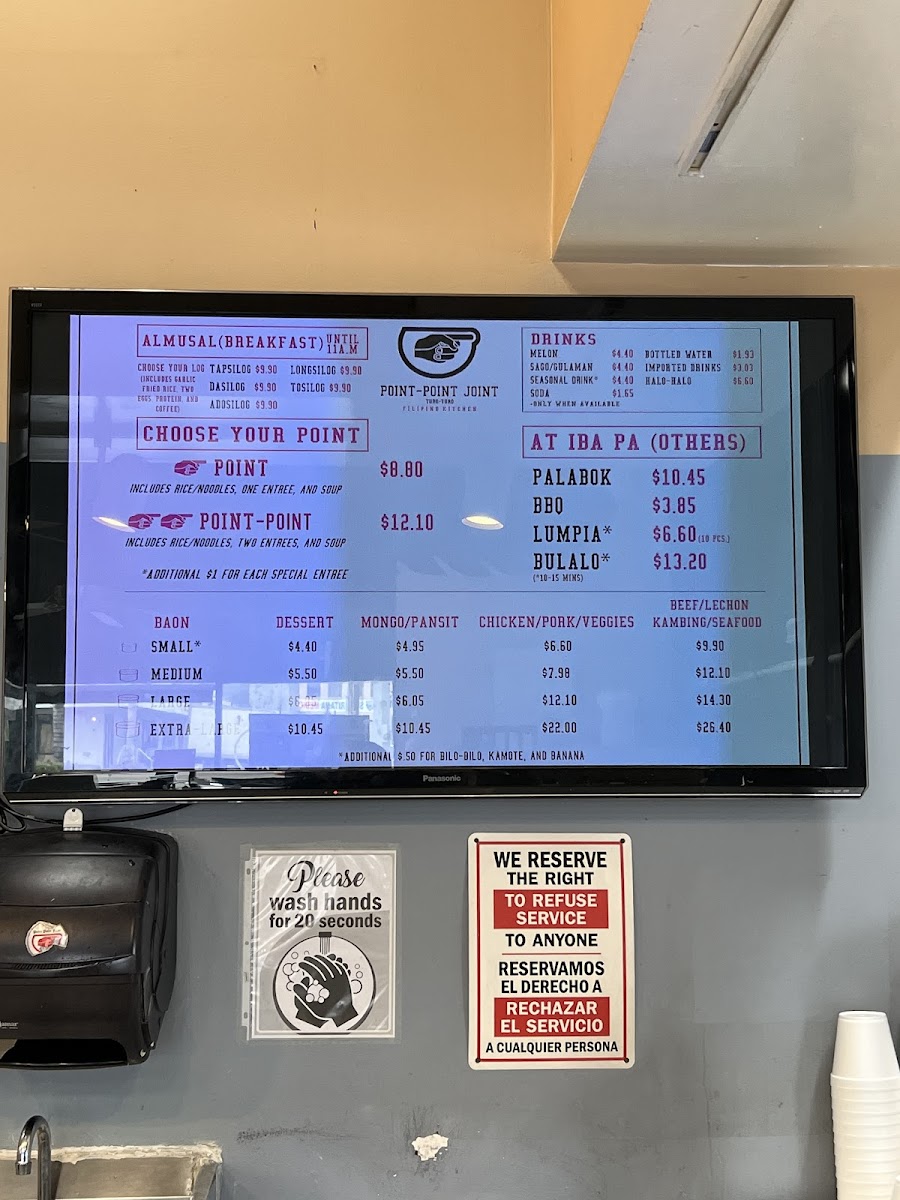 ALMUSAL(BREAKFAST) UNTIL 11A.M
CHOOSE YOUR LOG
(INCLUDES GARLIC
FRIED RICE, TWO
EGGS, PROTEIN, AND
COFFEE)
TAPSILOG $9.90 LONGSILOG $9.90
DASILOG $9.90 TOSILOG $9.90
ADOSILOG $9.90
POINT-POINT JOINT
TURO-TURO
FILIPINO KITCHEN
DRINKS
MELON $4.40 BOTTLED WATER $1.93
SAGO/GULAMAN $4.40 IMPORTED DRINKS $3.03
SEASONAL DRINK* $4.40 HALO-HALO $6.60
SODA $1.65
*ONLY WHEN AVAILABLE
CHOOSE YOUR POINT
POINT $8.80
INCLUDES RICE/NOODLES, ONE ENTREE, AND SOUP
POINT-POINT $12.10
INCLUDES RICE/NOODLES, TWO ENTREES, AND SOUP
*ADDITIONAL $1 FOR EACH SPECIAL ENTREE
AT IBA PA (OTHERS)
PALABOK $10.45
BBQ $3.85
LUMPIA* $6.60 (10 PCS.)
BULALO* $13.20
(*10-15 MINS)
BAON DESSERT MONGO/PANSIT CHICKEN/PORK/VEGGIES BEEF/LECHON KAMBING/SEAFOOD
SMALL* $4.40 $4.95 $6.60 $9.90
MEDIUM $5.50 $5.50 $7.98 $12.10
LARGE $6.05 $12.10 $14.30
EXTRA-LARGE $10.45 $10.45 $22.00 $26.40
*ADDITIONAL $.50 FOR BILO-BILO, KAMOTE, AND BANANA
Panasonic
Please
wash hands
for 20 seconds
WE RESERVE
THE RIGHT
TO REFUSE
SERVICE
TO ANYONE
RESERVAMOS
EL DERECHO A
RECHAZAR
EL SERVICIO
A CUALQUIER PERSONA